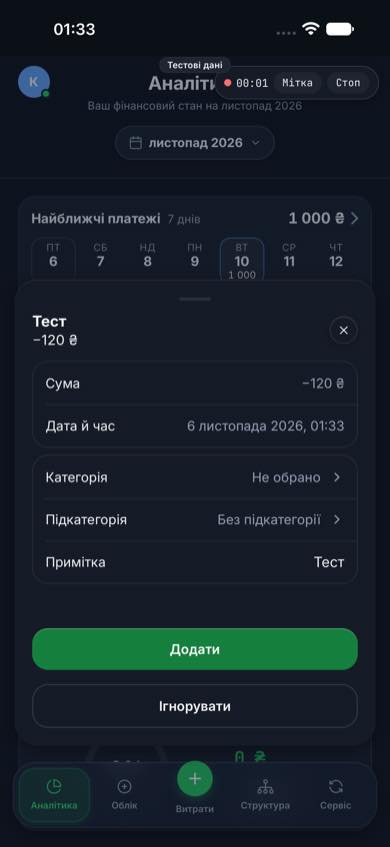 01:33
Тестові дані
К
Аналіти
00:01 Мітка Стоп
Ваш фінансовий стан на листопад 2026
листопад 2026
Найближчі платежі 7 днів 1 000 ₴
ПТ СБ НД ПН ВТ СР ЧТ
6 7 8 9 10 11 12
1 000
Тест
−120 ₴
Сума −120 ₴
Дата й час 6 листопада 2026, 01:33
Категорія Не обрано
Підкатегорія Без підкатегорії
Примітка Тест
Додати
Ігнорувати
0 ₴
Аналітика Облік Витрати Структура Сервіс